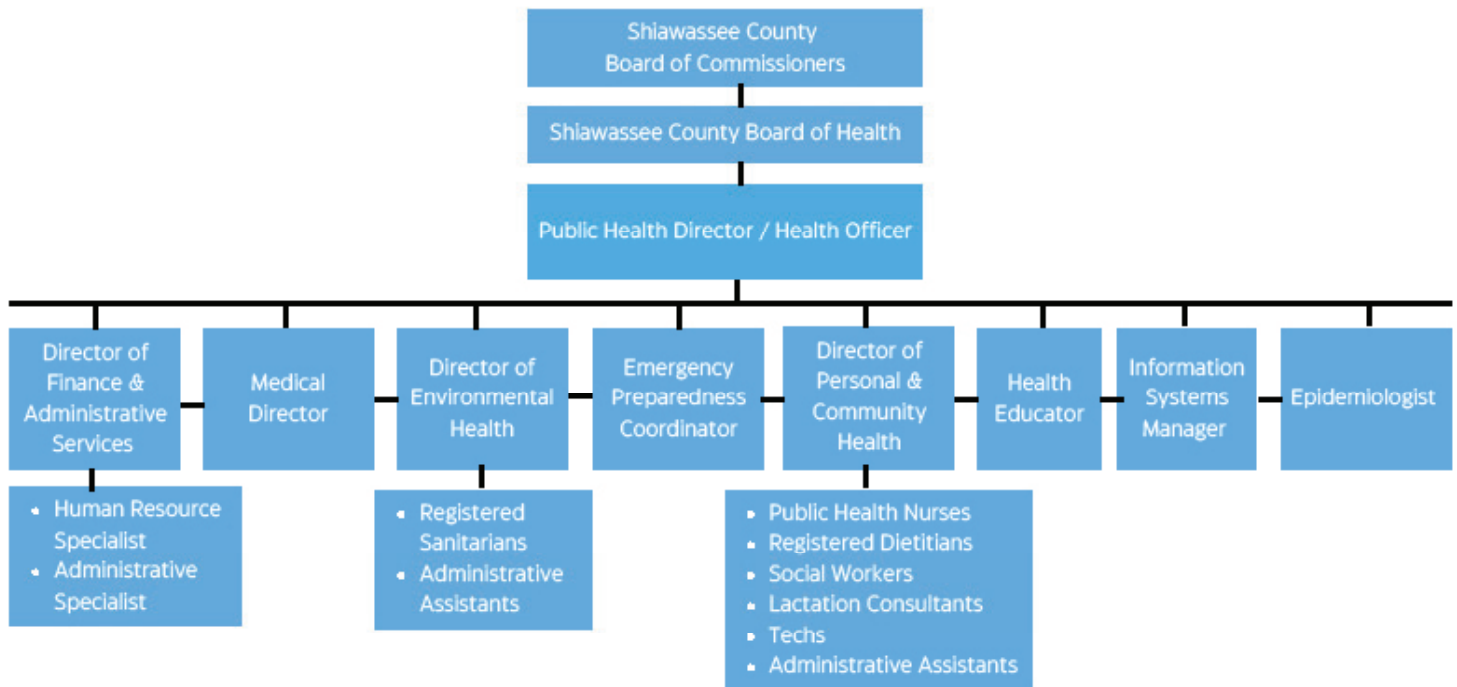 Shiawassee County
Board of Commissioners
Shiawassee County Board of Health
Public Health Director / Health Officer
Director of
Finance &
Administrative
Services
Medical
Director
Director of
Environmental
Health
Emergency
Preparedness
Coordinator
Director of
Personal &
Community
Health
Health
Educator
Information
Systems
Manager
Epidemiologist
• Human Resource
Specialist
• Administrative
Specialist
• Registered
Sanitarians
• Administrative
Assistants
• Public Health Nurses
• Registered Dietitians
• Social Workers
• Lactation Consultants
• Techs
• Administrative Assistants